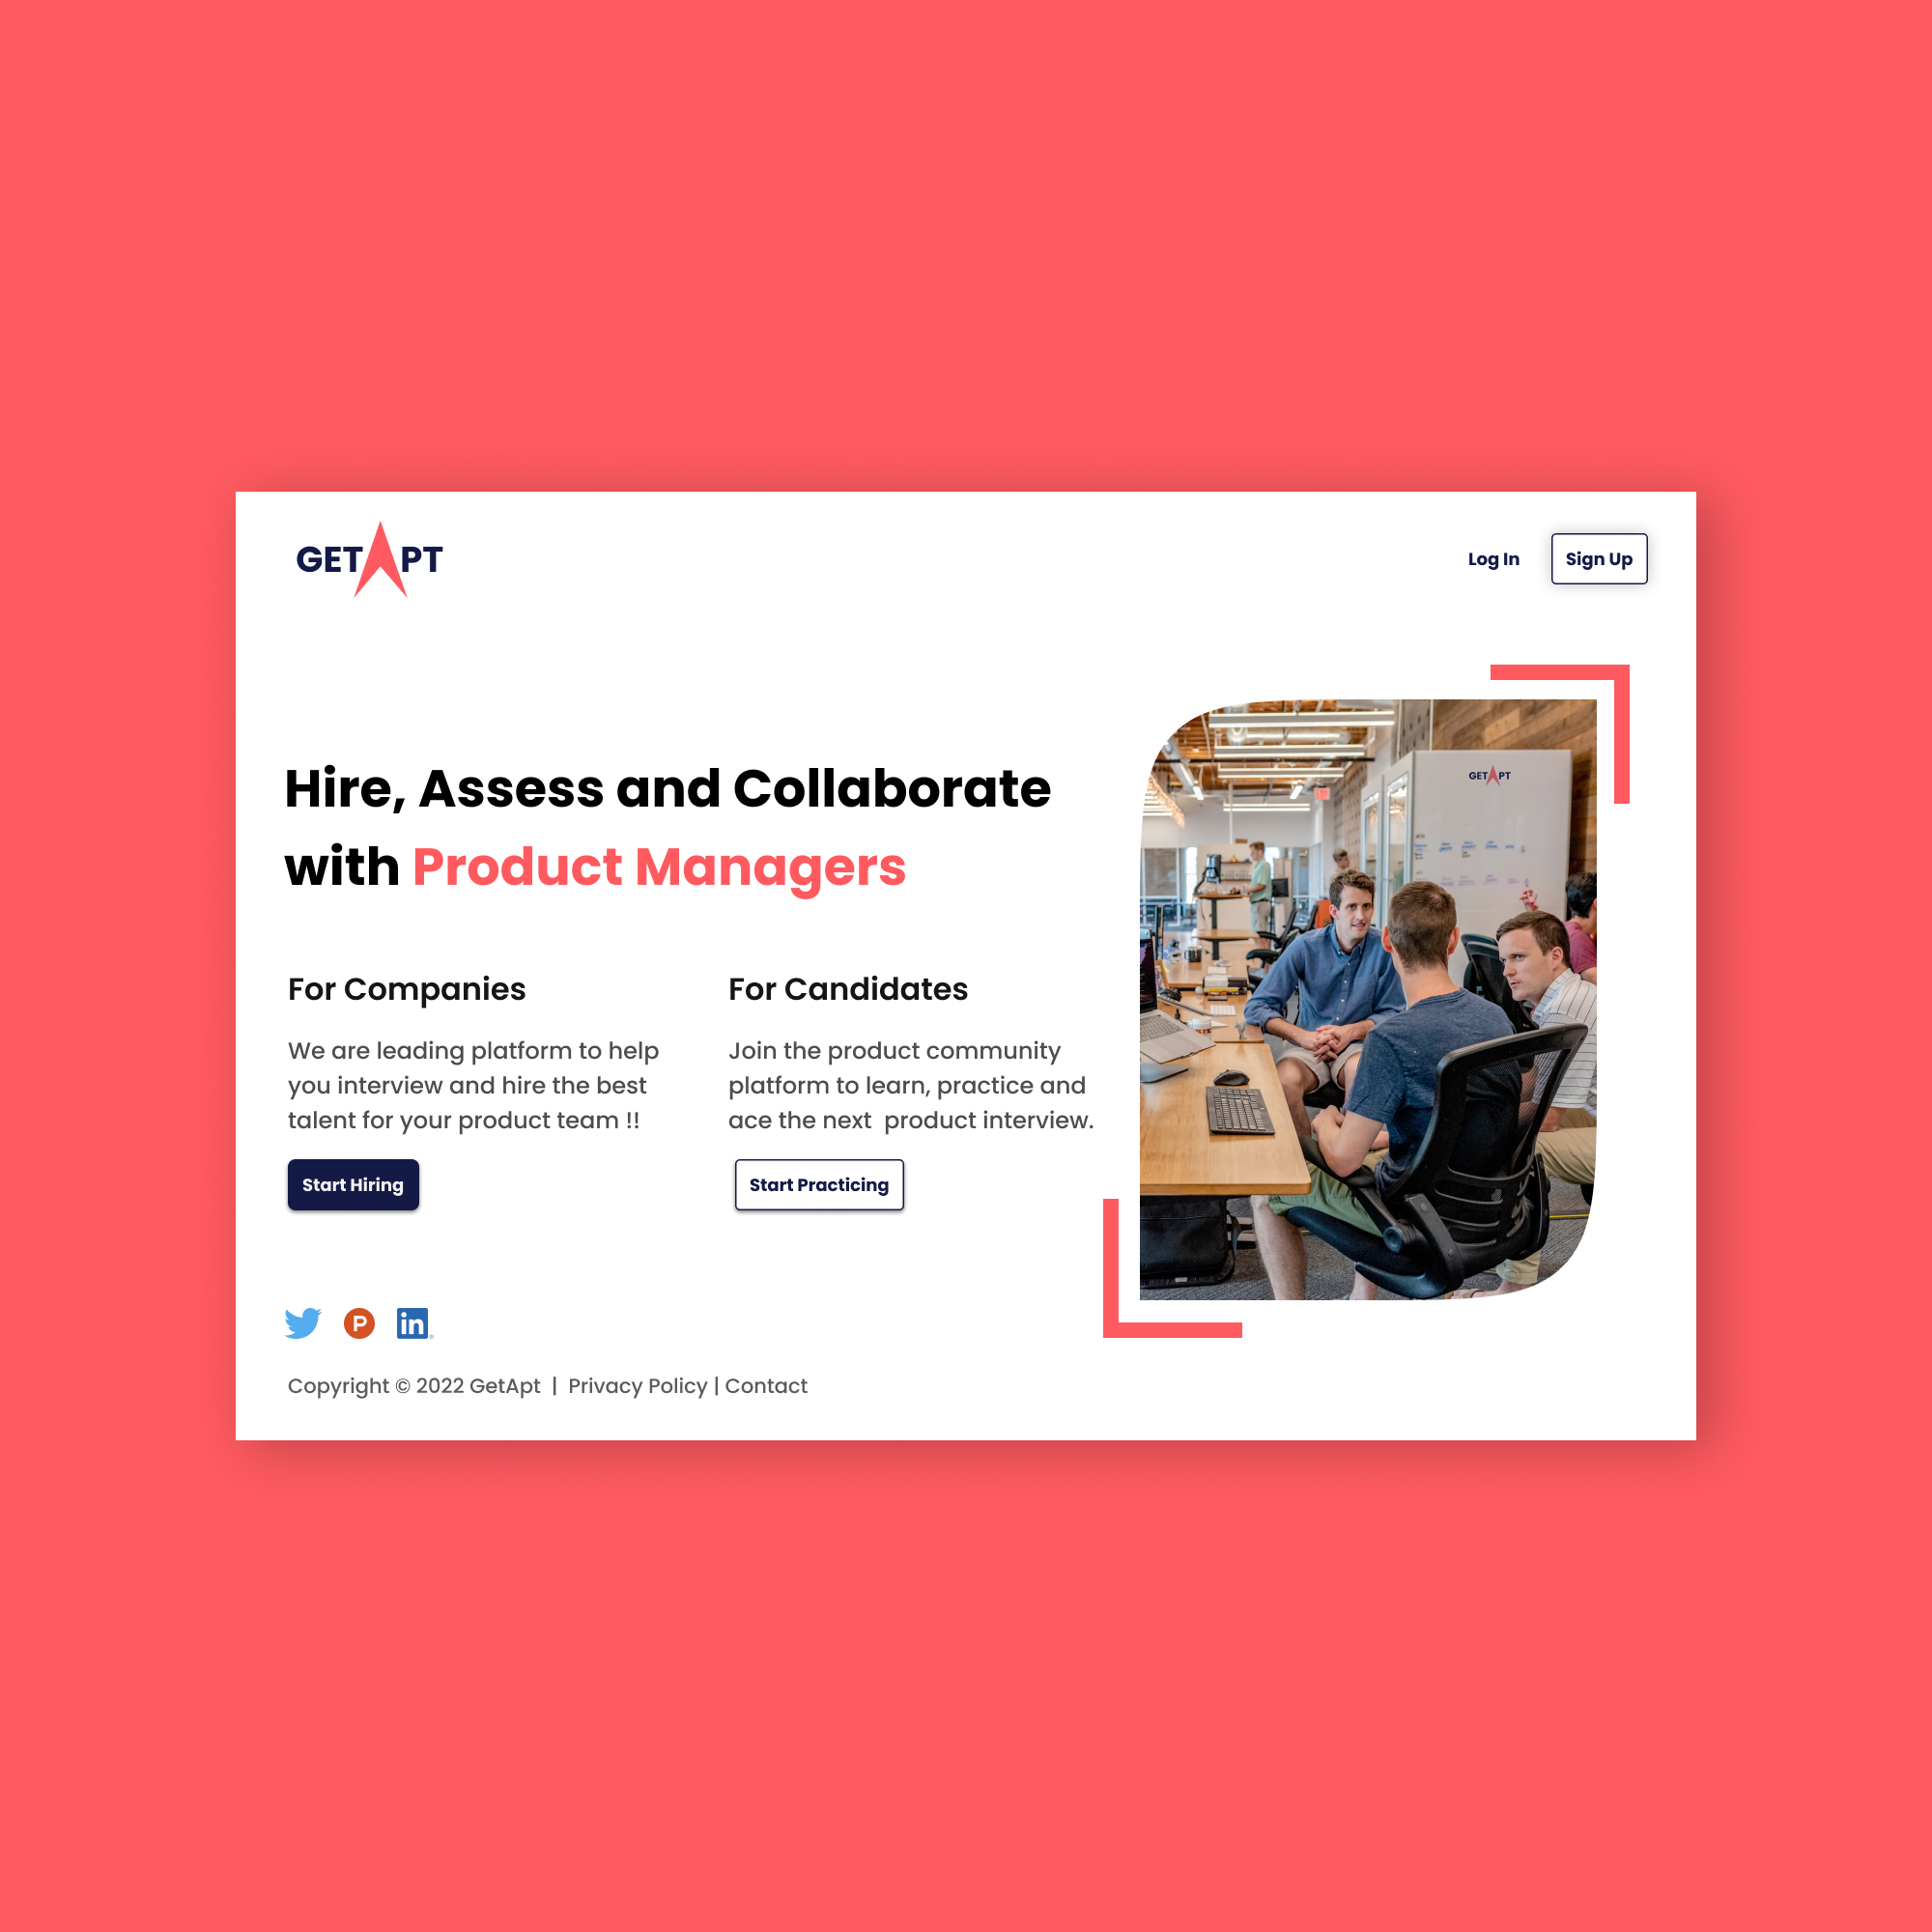 GETAPT
Log In
Sign Up
Hire, Assess and Collaborate
with Product Managers
For Companies
We are leading platform to help
you interview and hire the best
talent for your product team !!
Start Hiring
For Candidates
Join the product community
platform to learn, practice and
ace the next  product interview.
Start Practicing
GETAPT
P
in
Copyright © 2022 GetApt  |  Privacy Policy | Contact